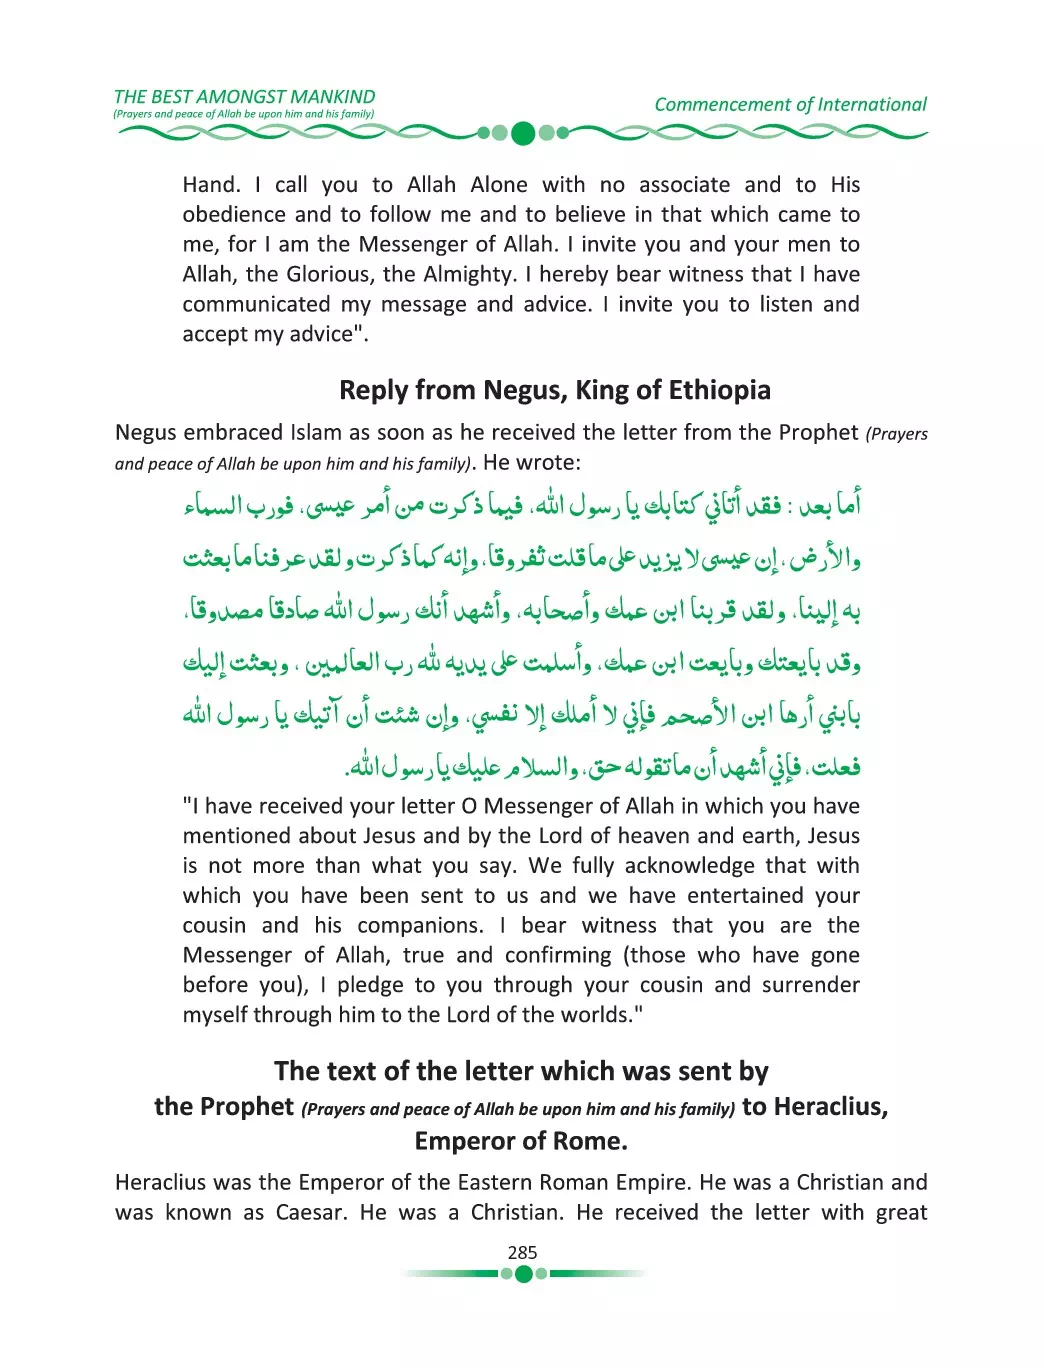 THE BEST AMONGST MANKIND
(Prayers and peace of Allah be upon him and his family)
Commencement of International
Hand. I call you to Allah Alone with no associate and to His
obedience and to follow me and to believe in that which came to
me, for I am the Messenger of Allah. I invite you and your men to
Allah, the Glorious, the Almighty. I hereby bear witness that I have
communicated my message and advice. I invite you to listen and
accept my advice".
Reply from Negus, King of Ethiopia
Negus embraced Islam as soon as he received the letter from the Prophet (Prayers
and peace of Allah be upon him and his family). He wrote:
أما بعد : فقد أتاني كتابك يا رسول الله، فيما ذكرت من أمر عيسى، فورب السماء
والأرض، إن عيسى لا يزيد على ما قلت ثفروقا، وإنه كما ذكرت ولقد عرفنا ما بعثت
به إلينا، ولقد قربنا ابن عمك وأصحابه، وأشهد أنك رسول الله صادقا مصدوقا،
وقد بايعتك وبايعت ابن عمك، وأسلمت على يديه لله رب العالمين ، وبعثت إليك
بابني أرها ابن الأصحم فإني لا أملك إلا نفسي، وإن شئت أن آتيك يا رسول الله
فعلت، فإني أشهد أن ما تقوله حق، والسلام عليك يا رسول الله.
"I have received your letter O Messenger of Allah in which you have
mentioned about Jesus and by the Lord of heaven and earth, Jesus
is not more than what you say. We fully acknowledge that with
which you have been sent to us and we have entertained your
cousin and his companions. I bear witness that you are the
Messenger of Allah, true and confirming (those who have gone
before you), I pledge to you through your cousin and surrender
myself through him to the Lord of the worlds."
The text of the letter which was sent by
the Prophet (Prayers and peace of Allah be upon him and his family) to Heraclius,
Emperor of Rome.
Heraclius was the Emperor of the Eastern Roman Empire. He was a Christian and
was known as Caesar. He was a Christian. He received the letter with great
285